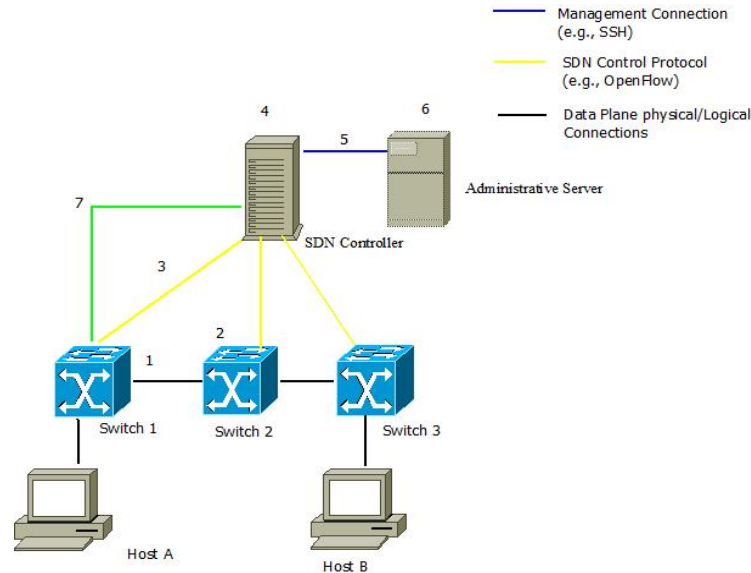 Management Connection
(e.g., SSH)
SDN Control Protocol
(e.g., OpenFlow)
Data Plane physical/Logical
Connections
4
6
5
Administrative Server
7
SDN Controller
3
2
1
Switch 1
Switch 2
Switch 3
Host A
Host B